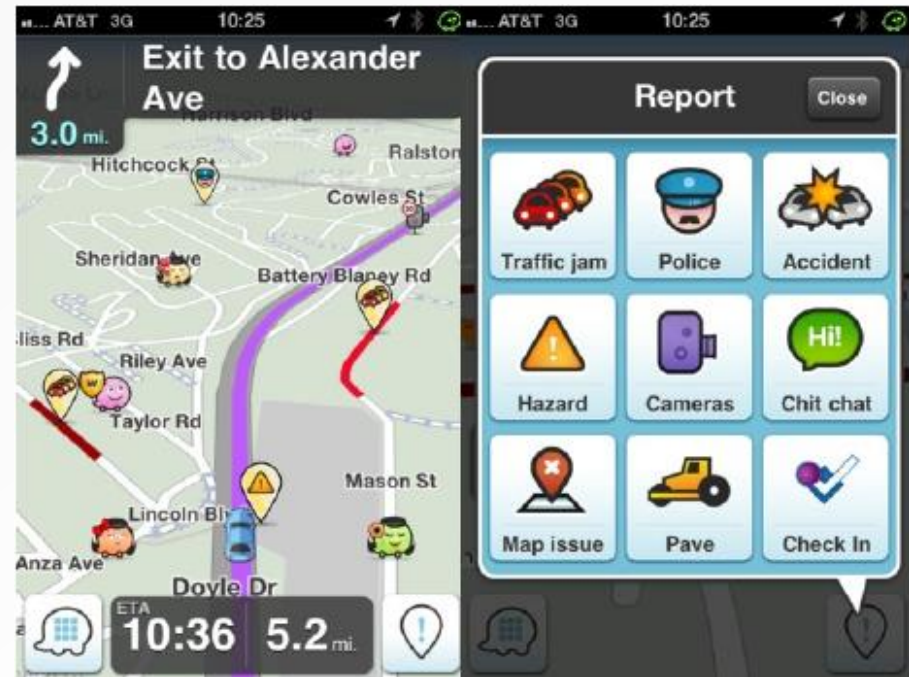 AT&T 3G 10:25
Exit to Alexander
Ave
3.0 mi.
Harrison Blvd
Hitchcock St
Ralston
Cowles St
Sheridan Ave
Battery Blaney Rd
liss Rd
Riley Ave
W
Taylor Rd
Mason St
Lincoln Bl
Anza Ave
Doyle Dr
ETA
10:36 5.2 mi.
AT&T 3G 10:25
Report Close
Traffic jam Police Accident
Hi!
Hazard Cameras Chit chat
Map issue Pave Check In